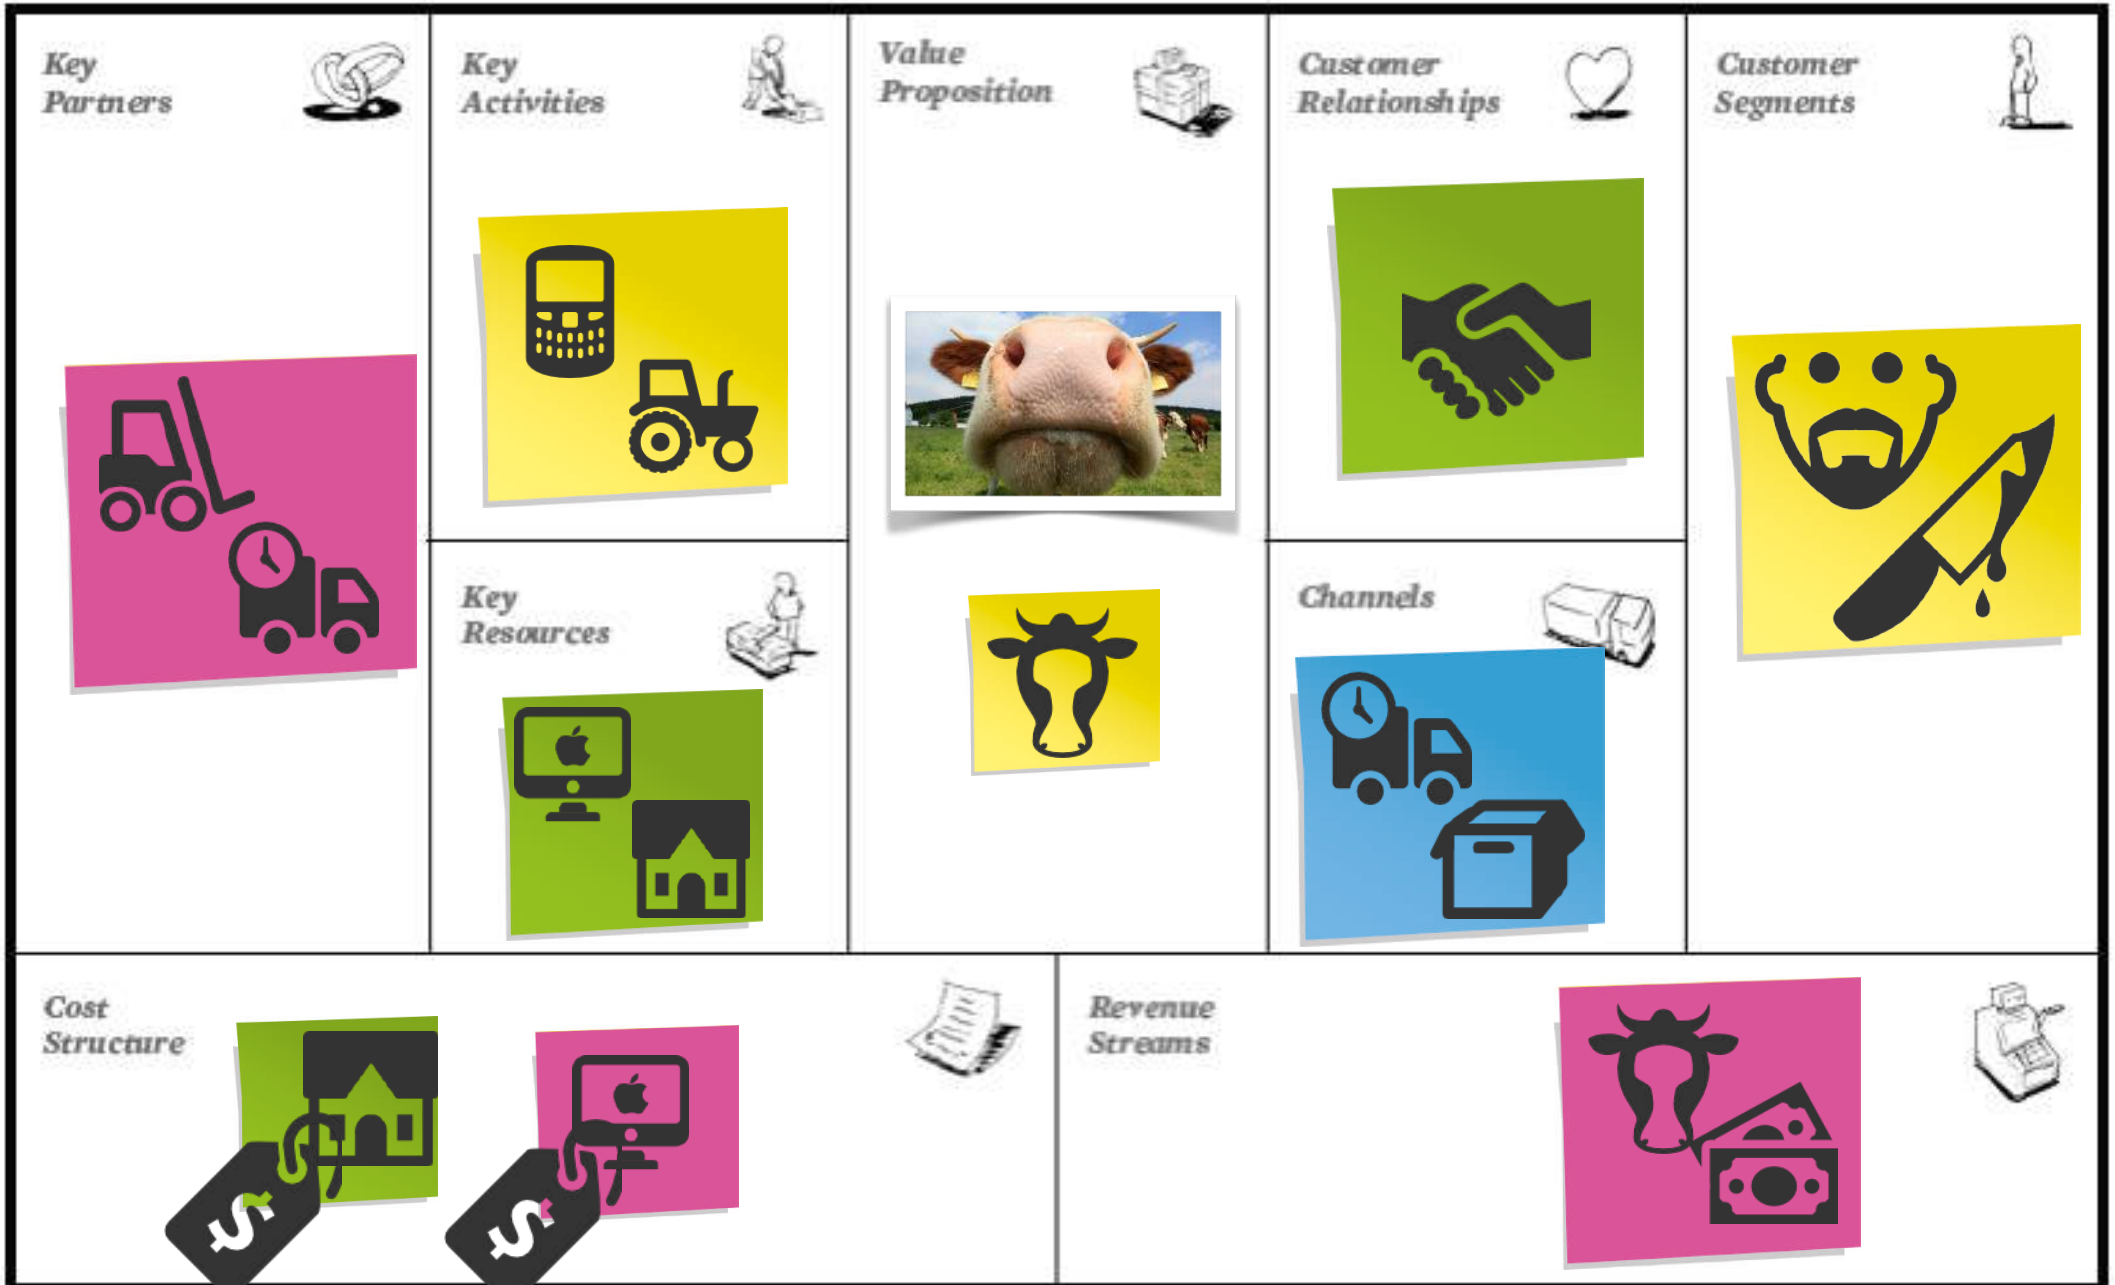 Key
Partners
Key
Activities
Value
Proposition
Customer
Relationships
Customer
Segments
Key
Resources
Channels
Cost
Structure
$
$
Revenue
Streams